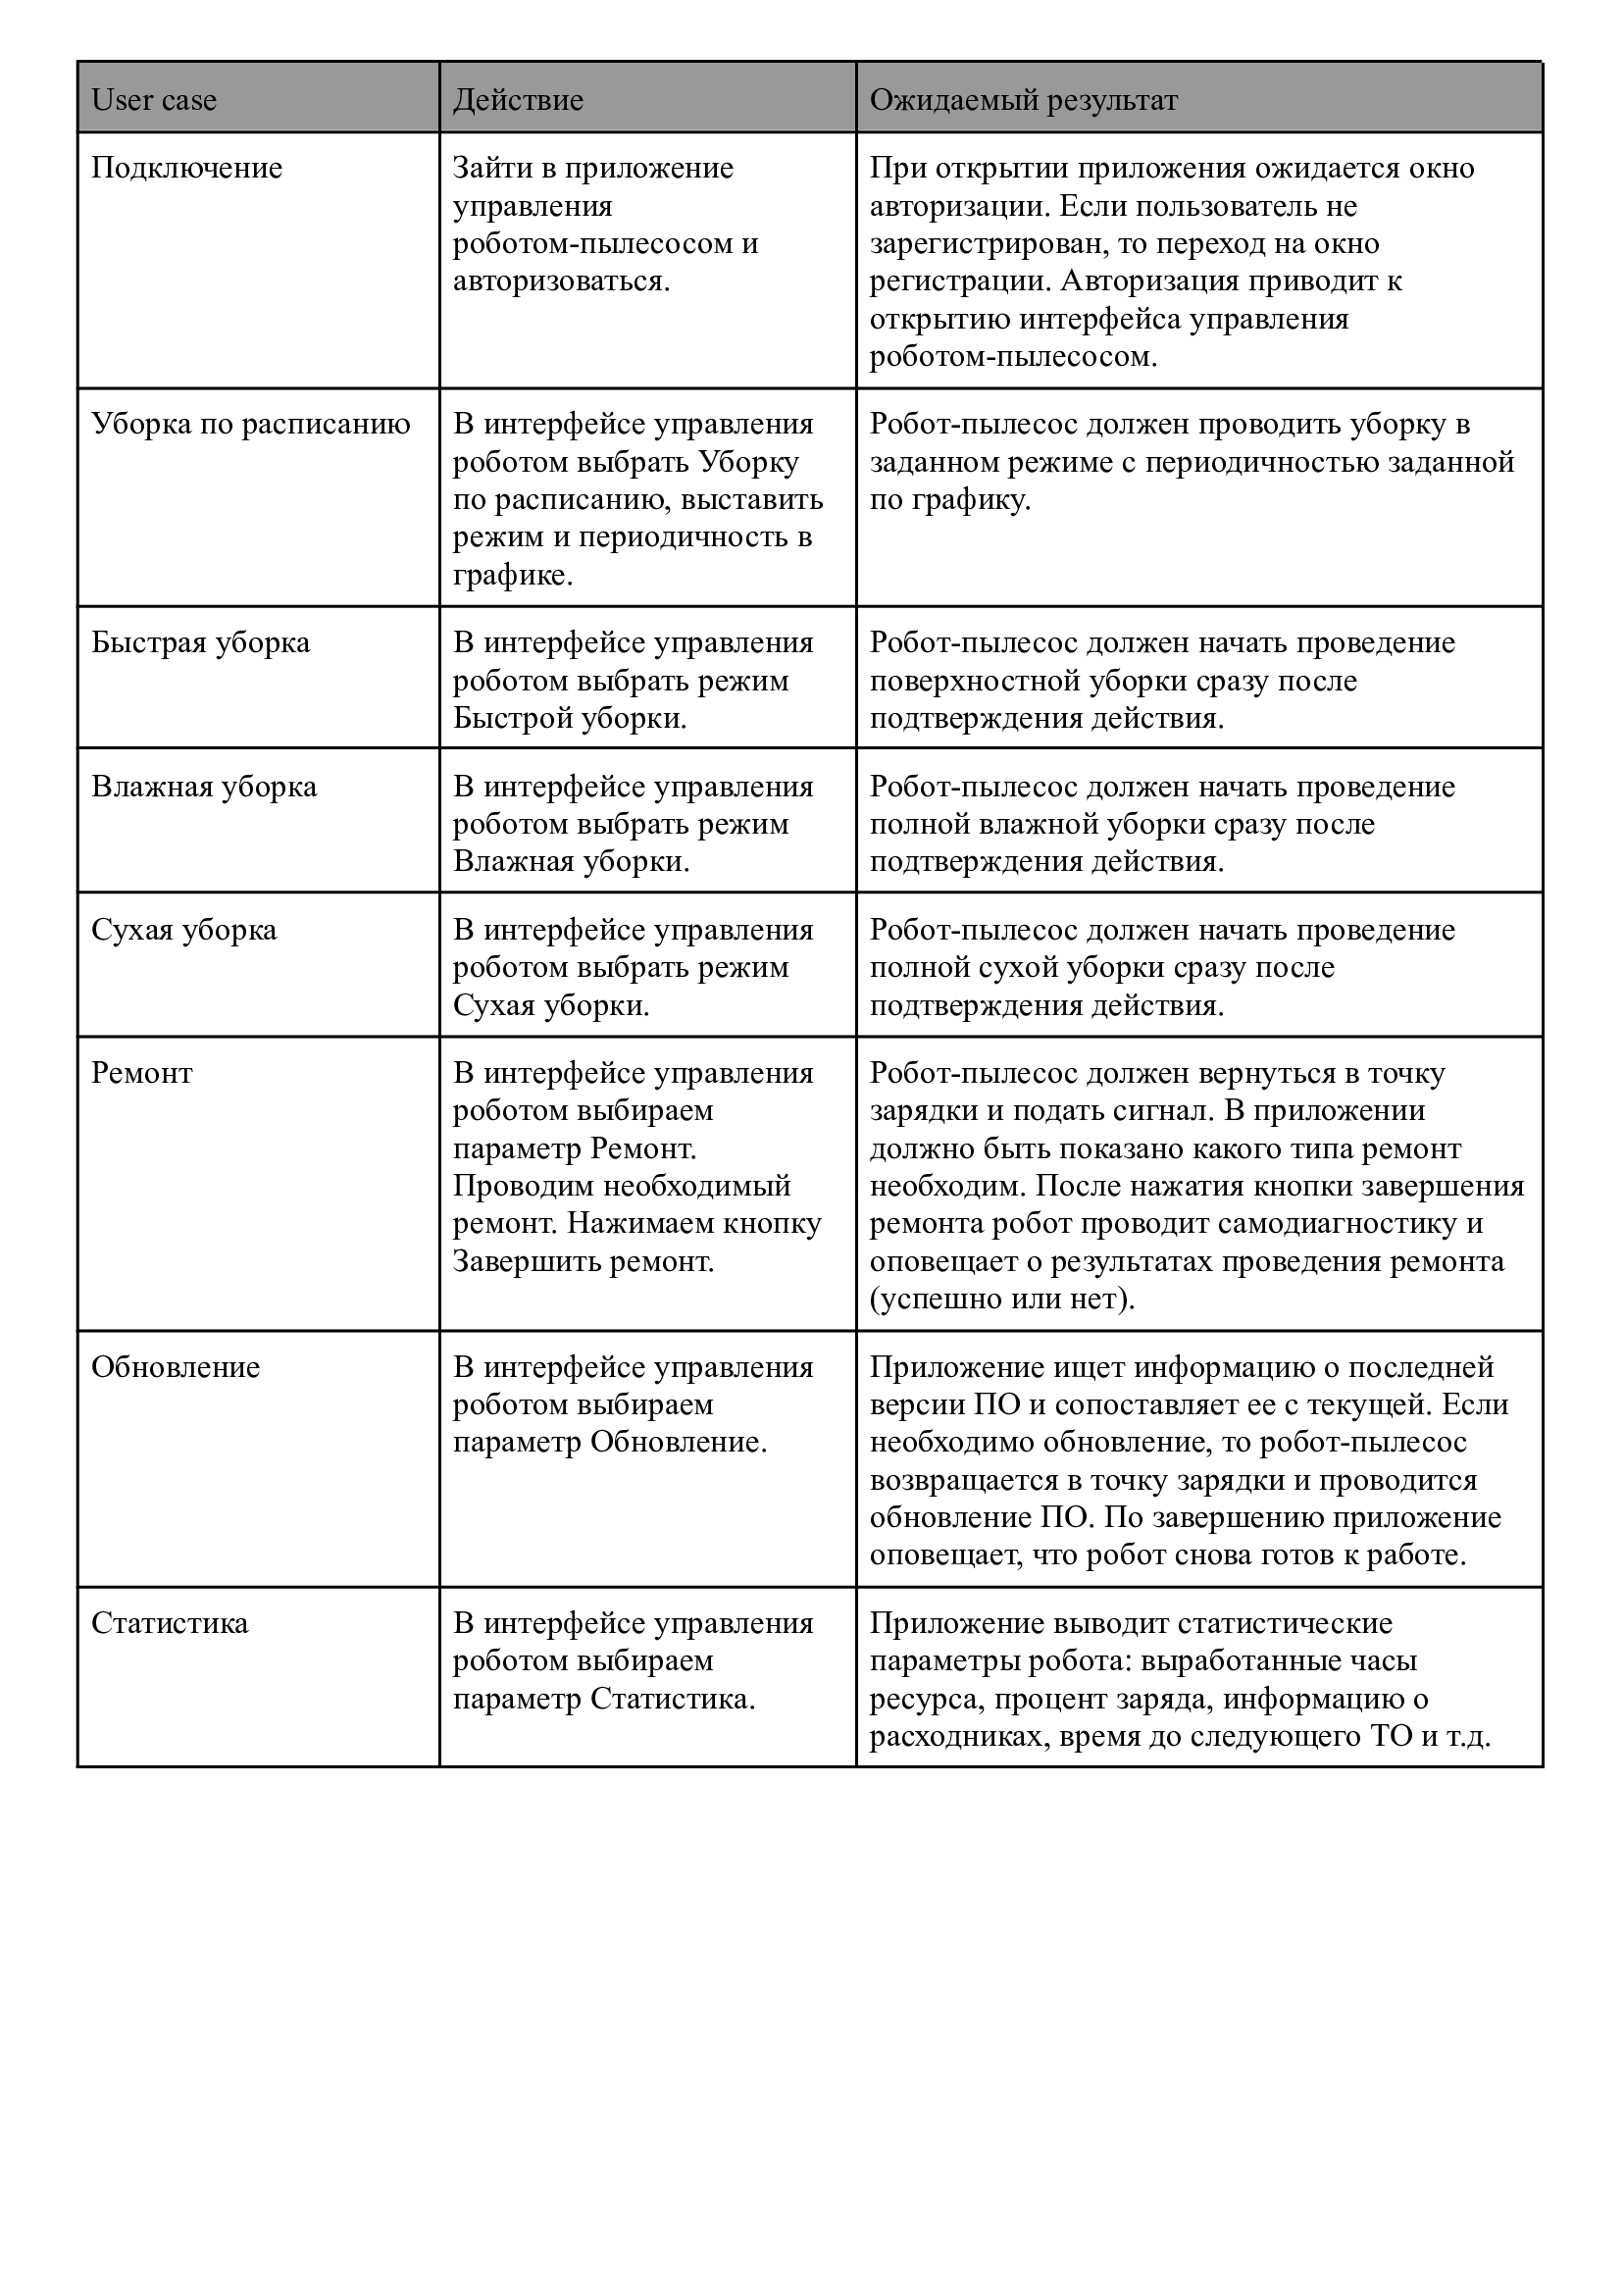 User case
Действие
Ожидаемый результат
Подключение
Зайти в приложение
управления
роботом-пылесосом и
авторизоваться.
При открытии приложения ожидается окно
авторизации. Если пользователь не
зарегистрирован, то переход на окно
регистрации. Авторизация приводит к
открытию интерфейса управления
роботом-пылесосом.
Уборка по расписанию
В интерфейсе управления
роботом выбрать Уборку
по расписанию, выставить
режим и периодичность в
графике.
Робот-пылесос должен проводить уборку в
заданном режиме с периодичностью заданной
по графику.
Быстрая уборка
В интерфейсе управления
роботом выбрать режим
Быстрой уборки.
Робот-пылесос должен начать проведение
поверхностной уборки сразу после
подтверждения действия.
Влажная уборка
В интерфейсе управления
роботом выбрать режим
Влажная уборки.
Робот-пылесос должен начать проведение
полной влажной уборки сразу после
подтверждения действия.
Сухая уборка
В интерфейсе управления
роботом выбрать режим
Сухая уборки.
Робот-пылесос должен начать проведение
полной сухой уборки сразу после
подтверждения действия.
Ремонт
В интерфейсе управления
роботом выбираем
параметр Ремонт.
Проводим необходимый
ремонт. Нажимаем кнопку
Завершить ремонт.
Робот-пылесос должен вернуться в точку
зарядки и подать сигнал. В приложении
должно быть показано какого типа ремонт
необходим. После нажатия кнопки завершения
ремонта робот проводит самодиагностику и
оповещает о результатах проведения ремонта
(успешно или нет).
Обновление
В интерфейсе управления
роботом выбираем
параметр Обновление.
Приложение ищет информацию о последней
версии ПО и сопоставляет ее с текущей. Если
необходимо обновление, то робот-пылесос
возвращается в точку зарядки и проводится
обновление ПО. По завершению приложение
оповещает, что робот снова готов к работе.
Статистика
В интерфейсе управления
роботом выбираем
параметр Статистика.
Приложение выводит статистические
параметры робота: выработанные часы
ресурса, процент заряда, информацию о
расходниках, время до следующего ТО и т.д.